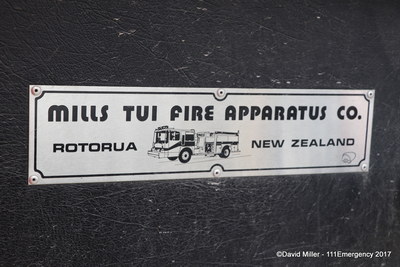 MILLS TUI FIRE APPARATUS CO.
ROTORUA NEW ZEALAND
©David Miller - 111Emergency 2017